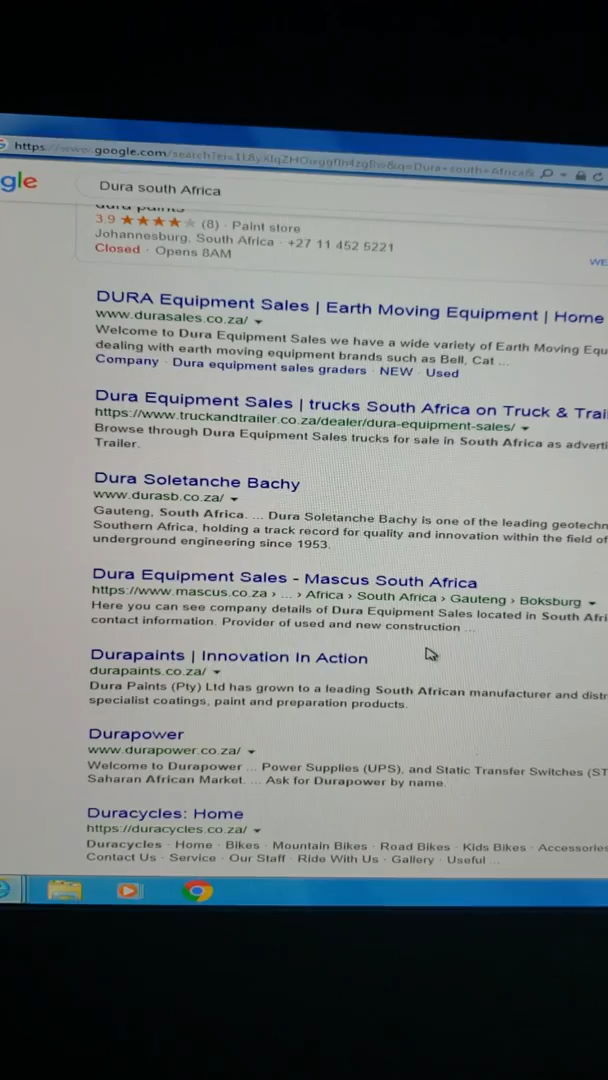 https://www.google.com/
gle
Dura south Africa
dura paints
3.9 ★★★★★ (8) · Paint store
Johannesburg, South Africa · +27 11 452 5221
Closed · Opens 8AM
WE
DURA Equipment Sales | Earth Moving Equipment | Home
www.durasales.co.za/
Welcome to Dura Equipment Sales we have a wide variety of Earth Moving Equ
dealing with earth moving equipment brands such as Bell, Cat ...
Company · Dura equipment sales graders · NEW · Used
Dura Equipment Sales | trucks South Africa on Truck & Trai
https://www.truckandtrailer.co.za/dealer/dura-equipment-sales/
Browse through Dura Equipment Sales trucks for sale in South Africa as adverti
Trailer.
Dura Soletanche Bachy
www.durasb.co.za/
Gauteng, South Africa. ... Dura Soletanche Bachy is one of the leading geotechn
Southern Africa, holding a track record for quality and innovation within the field of
underground engineering since 1953.
Dura Equipment Sales - Mascus South Africa
https://www.mascus.co.za › ... › Africa › South Africa › Gauteng › Boksburg
Here you can see company details of Dura Equipment Sales located in South Afri
contact information. Provider of used and new construction ...
Durapaints | Innovation In Action
durapaints.co.za/
Dura Paints (Pty) Ltd has grown to a leading South African manufacturer and distr
specialist coatings, paint and preparation products.
Durapower
www.durapower.co.za/
Welcome to Durapower ... Power Supplies (UPS), and Static Transfer Switches (ST
Saharan African Market. ... Ask for Durapower by name.
Duracycles: Home
https://duracycles.co.za/
Duracycles · Home · Bikes · Mountain Bikes · Road Bikes · Kids Bikes · Accessories
Contact Us · Service · Our Staff · Ride With Us · Gallery · Useful ...